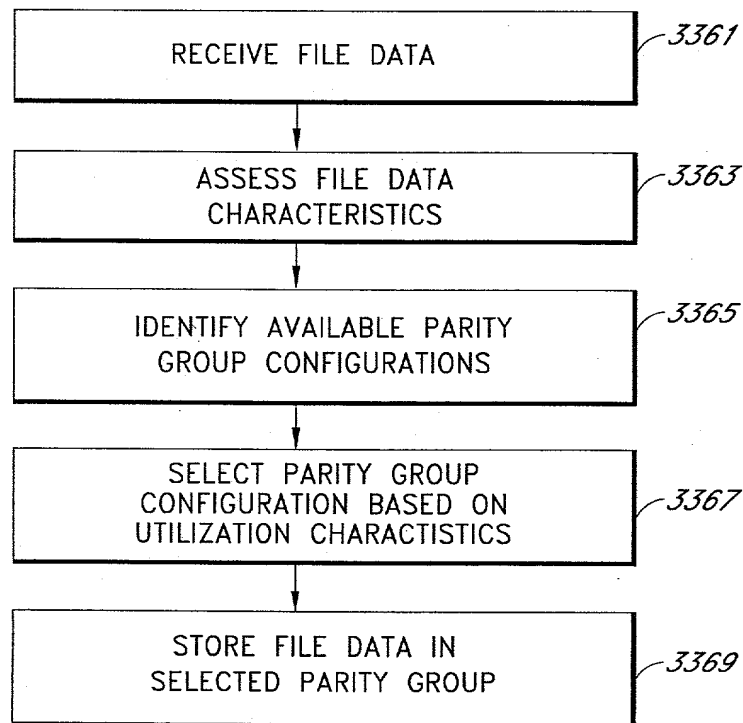 RECEIVE FILE DATA
3361
ASSESS FILE DATA
CHARACTERISTICS
3363
IDENTIFY AVAILABLE PARITY
GROUP CONFIGURATIONS
3365
SELECT PARITY GROUP
CONFIGURATION BASED ON
UTILIZATION CHARACTISTICS
3367
STORE FILE DATA IN
SELECTED PARITY GROUP
3369